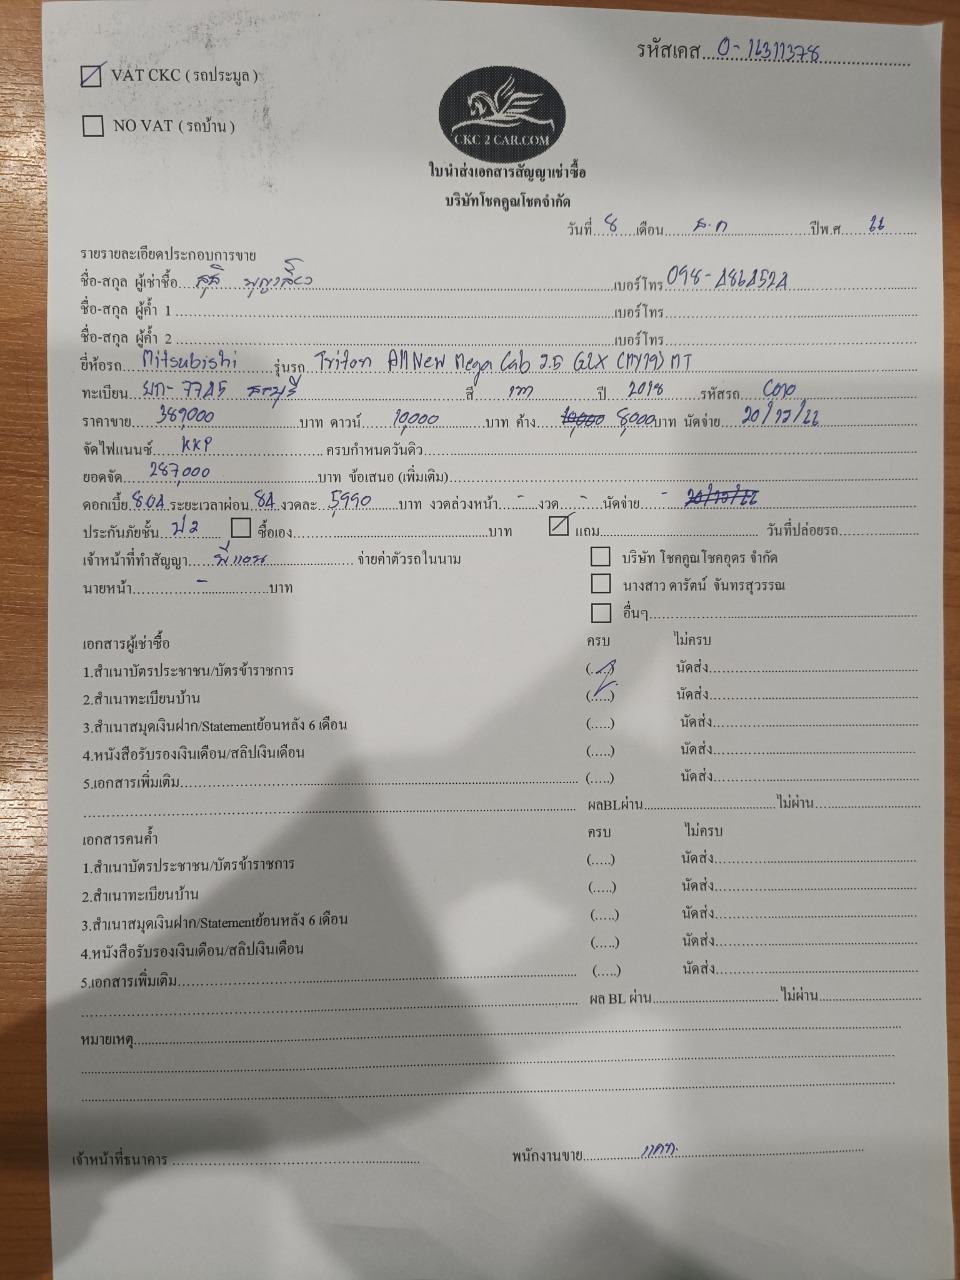 รหัสเคส 0-11311378
VAT CKC ( รถประมูล )
NO VAT ( รถบ้าน )
CKC 2 CAR.COM
ใบนำส่งเอกสารสัญญาเช่าซื้อ
บริษัทโชคคูณโชคจำกัด
วันที่ 8 เดือน ส.ค ปีพ.ศ.
รายรายละเอียดประกอบการขาย
ชื่อ-สกุล ผู้เช่าซื้อ เบอร์โทร
ชื่อ-สกุล ผู้ค้ำ 1 เบอร์โทร
ชื่อ-สกุล ผู้ค้ำ 2 เบอร์โทร
ยี่ห้อรถ Mitsubishi รุ่นรถ Triton All New Mega Cab 2.5 GLX (MY19) MT
ทะเบียน สี เทา ปี 2018 รหัสรถ
ราคาขาย 389,000 บาท ดาวน์ 10,000 บาท ค้าง 8,000 บาท นัดจ่าย
จัดไฟแนนซ์ KKP ครบกำหนดวันดิว
ยอดจัด 287,000 บาท ข้อเสนอ (เพิ่มเติม)
ดอกเบี้ย ระยะเวลาผ่อน 84 งวดละ 5,990 บาท งวดล่วงหน้า - งวด - นัดจ่าย -
ประกันภัยชั้น ป 2 ซื้อเอง บาท แถม วันที่ปล่อยรถ
เจ้าหน้าที่ทำสัญญา จ่ายค่าตัวรถในนาม บริษัท โชคคูณโชคอุดร จำกัด
นายหน้า - บาท นางสาว ดารัตน์ จันทรสุวรรณ
อื่นๆ
เอกสารผู้เช่าซื้อ ครบ ไม่ครบ
1.สำเนาบัตรประชาชน/บัตรข้าราชการ (.....) นัดส่ง
2.สำเนาทะเบียนบ้าน (.....) นัดส่ง
3.สำเนาสมุดเงินฝาก/Statementย้อนหลัง 6 เดือน (.....) นัดส่ง
4.หนังสือรับรองเงินเดือน/สลิปเงินเดือน (.....) นัดส่ง
5.เอกสารเพิ่มเติม (.....) นัดส่ง
ผลBLผ่าน ไม่ผ่าน
เอกสารคนค้ำ ครบ ไม่ครบ
1.สำเนาบัตรประชาชน/บัตรข้าราชการ (.....) นัดส่ง
2.สำเนาทะเบียนบ้าน (.....) นัดส่ง
3.สำเนาสมุดเงินฝาก/Statementย้อนหลัง 6 เดือน (.....) นัดส่ง
4.หนังสือรับรองเงินเดือน/สลิปเงินเดือน (.....) นัดส่ง
5.เอกสารเพิ่มเติม (.....) นัดส่ง
ผล BL ผ่าน ไม่ผ่าน
หมายเหตุ
เจ้าหน้าที่ธนาคาร พนักงานขาย